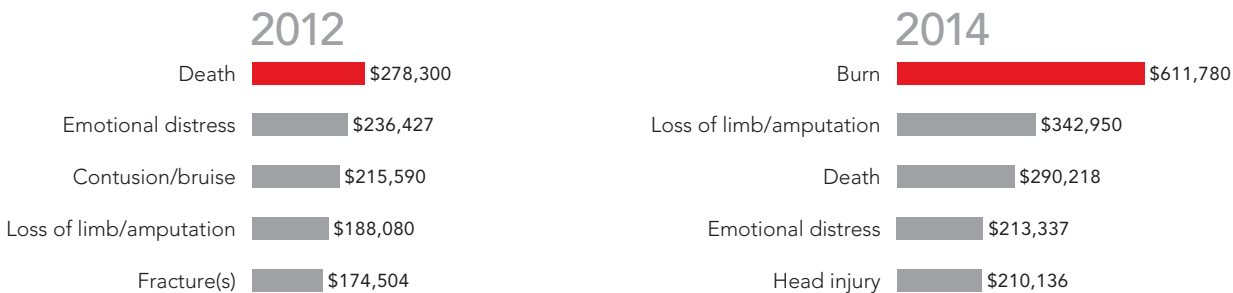 2012
Death $278,300
Emotional distress $236,427
Contusion/bruise $215,590
Loss of limb/amputation $188,080
Fracture(s) $174,504
2014
Burn $611,780
Loss of limb/amputation $342,950
Death $290,218
Emotional distress $213,337
Head injury $210,136